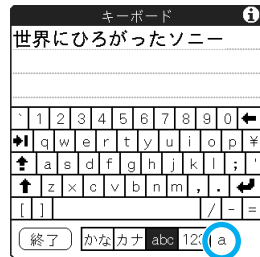 キーボード i
世界にひろがったソニー
` 1 2 3 4 5 6 7 8 9 0 ←
q w e r t y u i o p ¥
a s d f g h j k l ; '
z x c v b n m , .
[ ] / - =
終了 かな カナ abc 123 a